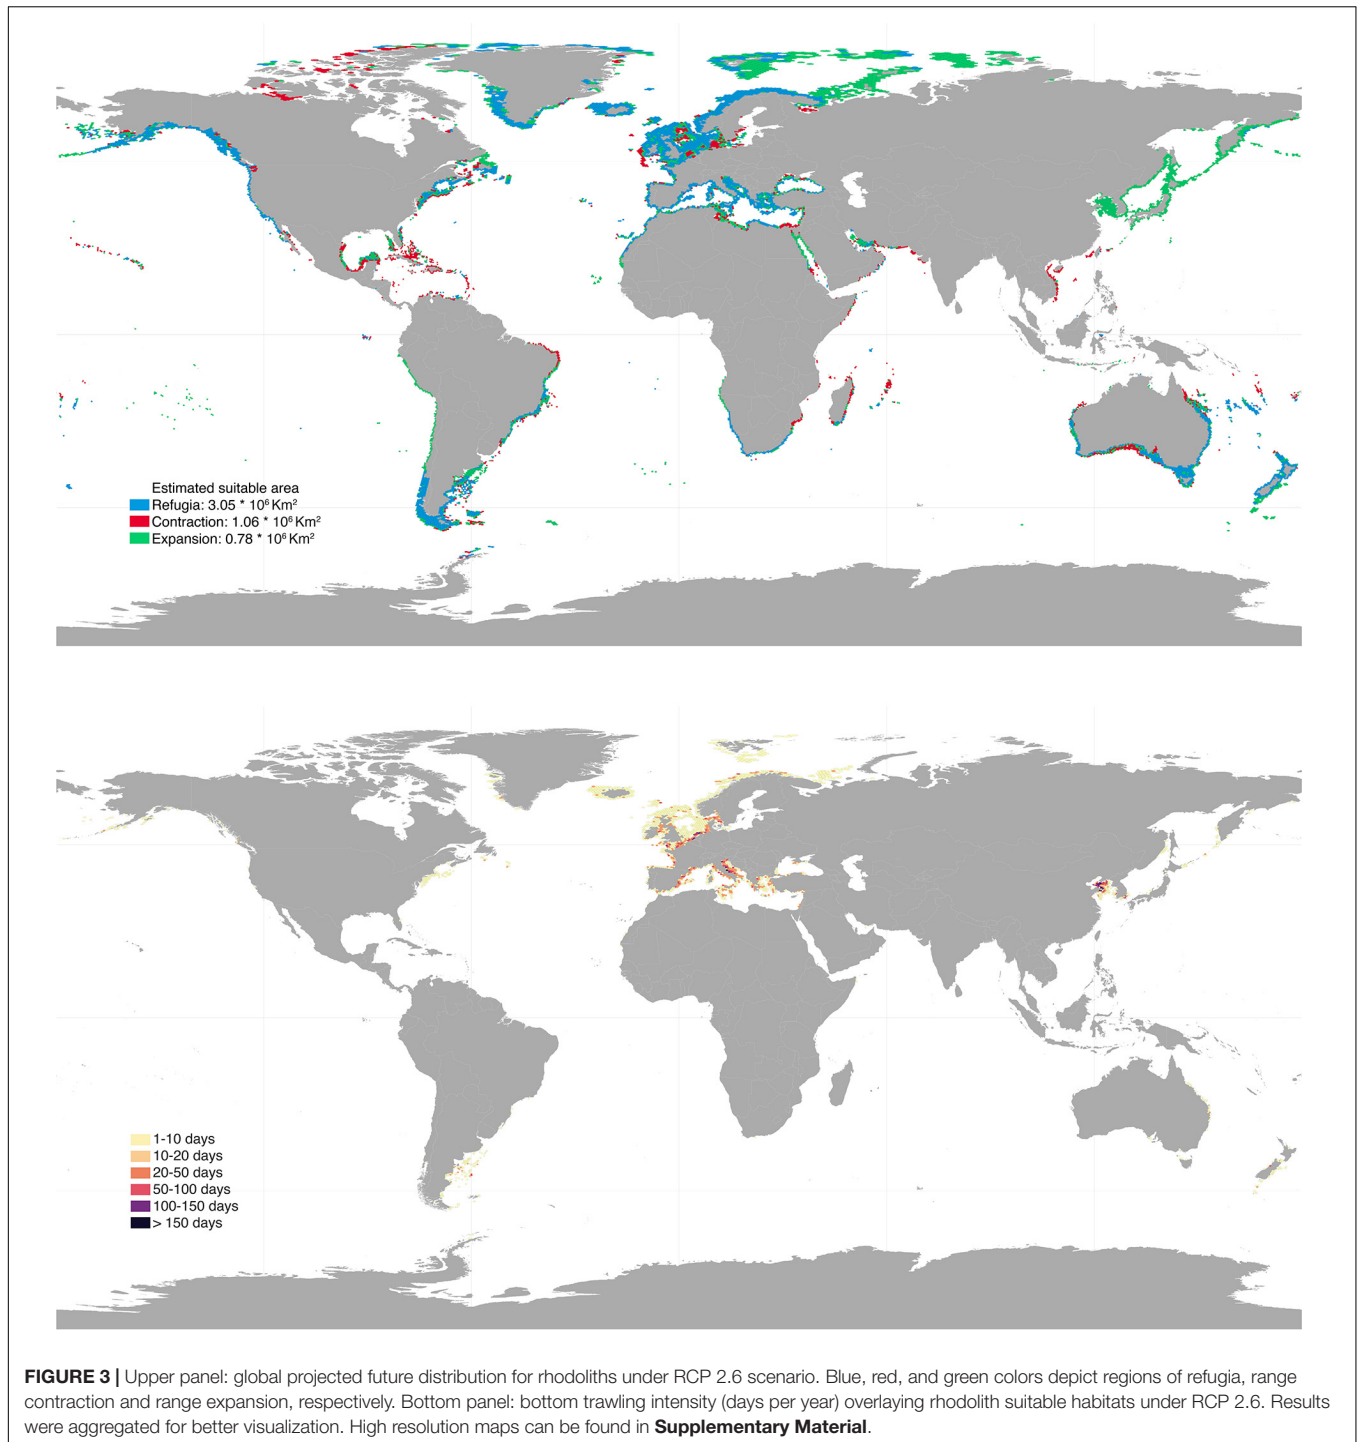 Estimated suitable area
Refugia: 3.05 * 10⁶ Km²
Contraction: 1.06 * 10⁶ Km²
Expansion: 0.78 * 10⁶ Km²
1-10 days
10-20 days
20-50 days
50-100 days
100-150 days
> 150 days
FIGURE 3 | Upper panel: global projected future distribution for rhodoliths under RCP 2.6 scenario. Blue, red, and green colors depict regions of refugia, range
contraction and range expansion, respectively. Bottom panel: bottom trawling intensity (days per year) overlaying rhodolith suitable habitats under RCP 2.6. Results
were aggregated for better visualization. High resolution maps can be found in Supplementary Material.